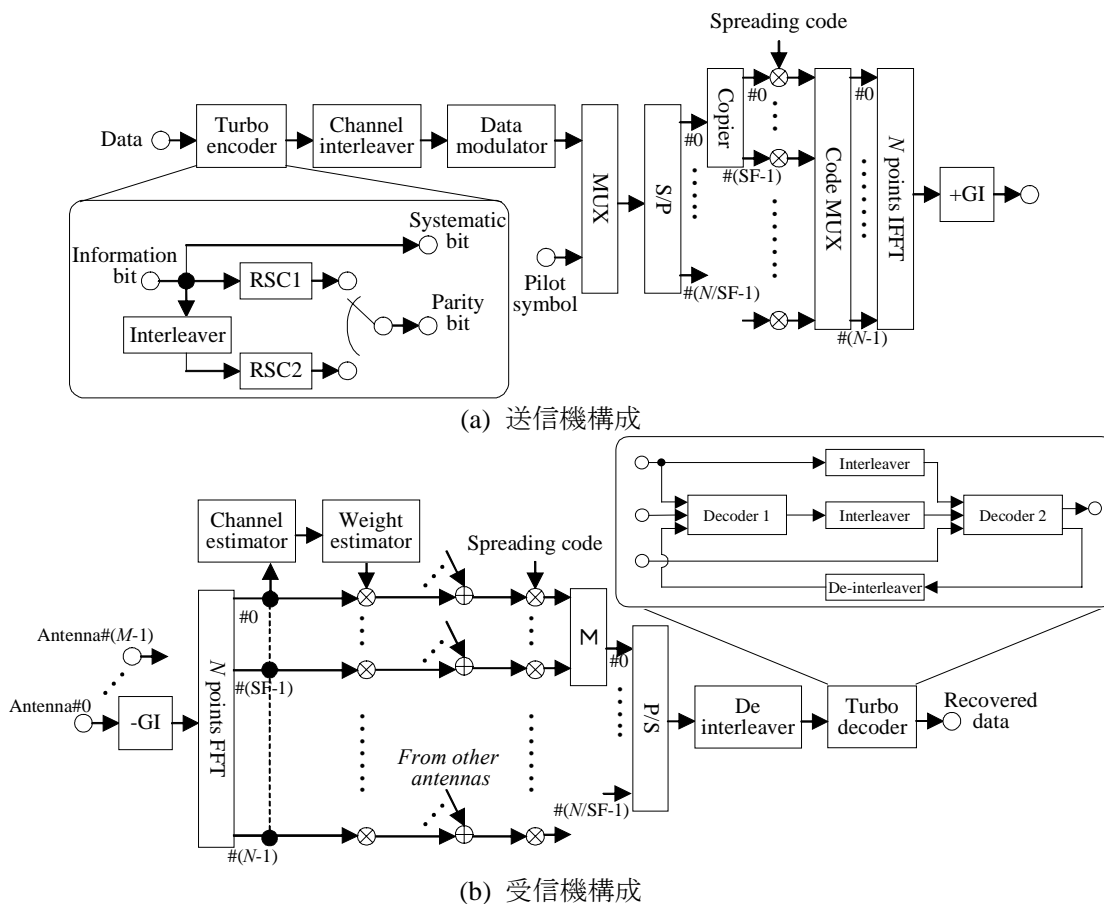 Spreading code
Data
Turbo
encoder
Channel
interleaver
Data
modulator
Pilot
symbol
MUX
S/P
#0
#(N/SF-1)
Copier
#0
#(SF-1)
Code MUX
#0
#(N-1)
N points IFFT
+GI
Information
bit
Systematic
bit
RSC1
Interleaver
RSC2
Parity
bit
(a) 送信機構成
Channel
estimator
Weight
estimator
Spreading code
Antenna#(M-1)
Antenna#0
-GI
N points FFT
#0
#(SF-1)
#(N-1)
From other
antennas
Σ
#0
#(N/SF-1)
P/S
De
interleaver
Turbo
decoder
Recovered
data
Interleaver
Decoder 1
Interleaver
Decoder 2
De-interleaver
(b) 受信機構成